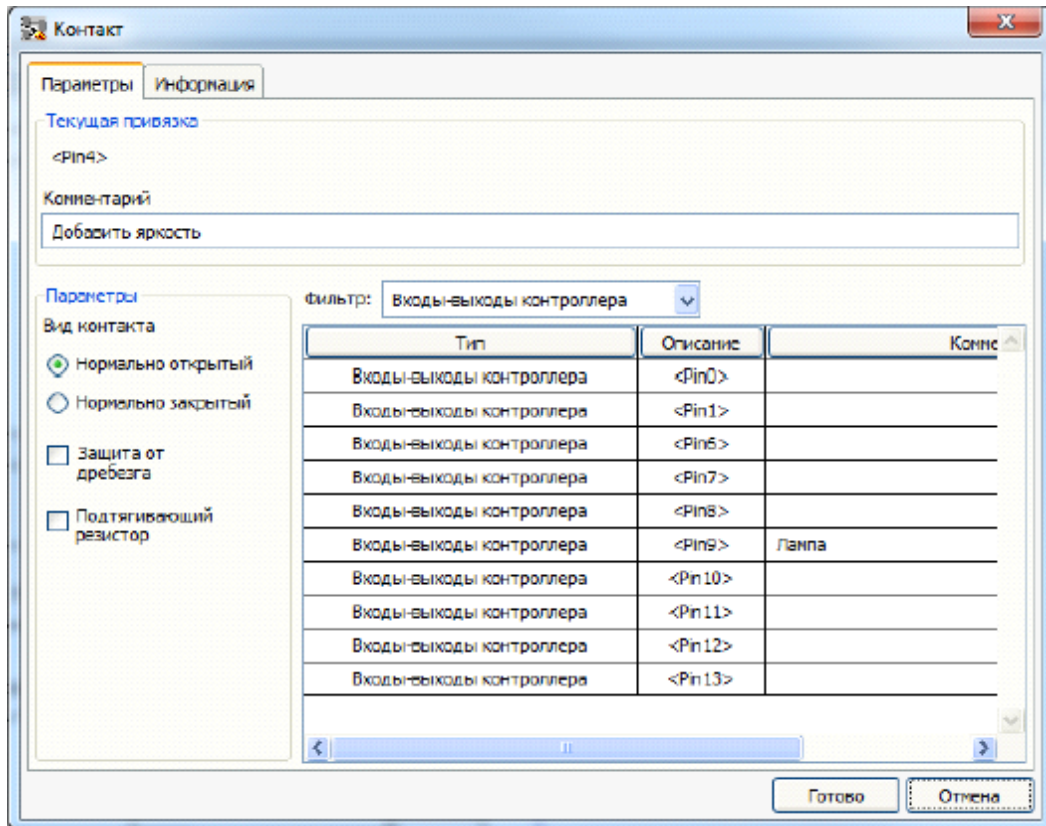 Контакт
Параметры Информация
Текущая привязка
<Pin4>
Комментарий
Добавить яркость
Параметры
Вид контакта
Нормально открытый
Нормально закрытый
Защита от
дребезга
Подтягивающий
резистор
Фильтр: Входы-выходы контроллера
Тип Описание Комме
Входы-выходы контроллера <Pin0>
Входы-выходы контроллера <Pin1>
Входы-выходы контроллера <Pin6>
Входы-выходы контроллера <Pin7>
Входы-выходы контроллера <Pin8>
Входы-выходы контроллера <Pin9> Лампа
Входы-выходы контроллера <Pin10>
Входы-выходы контроллера <Pin11>
Входы-выходы контроллера <Pin12>
Входы-выходы контроллера <Pin13>
Готово Отмена